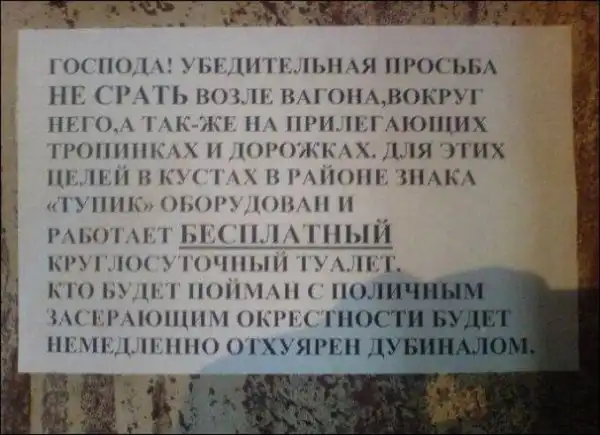 ГОСПОДА! УБЕДИТЕЛЬНАЯ ПРОСЬБА
НЕ СРАТЬ ВОЗЛЕ ВАГОНА,ВОКРУГ
НЕГО,А ТАК-ЖЕ НА ПРИЛЕГАЮЩИХ
ТРОПИНКАХ И ДОРОЖКАХ. ДЛЯ ЭТИХ
ЦЕЛЕЙ В КУСТАХ В РАЙОНЕ ЗНАКА
«ТУПИК» ОБОРУДОВАН И
РАБОТАЕТ БЕСПЛАТНЫЙ
КРУГЛОСУТОЧНЫЙ ТУАЛЕТ.
КТО БУДЕТ ПОЙМАН С ПОЛИЧНЫМ
ЗАСЕРАЮЩИМ ОКРЕСТНОСТИ БУДЕТ
НЕМЕДЛЕННО ОТХУЯРЕН ДУБИНАЛОМ.